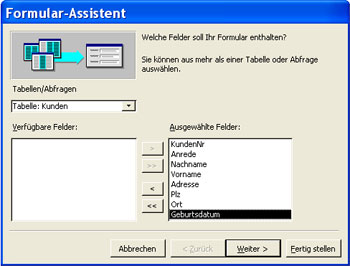 Formular-Assistent
Welche Felder soll Ihr Formular enthalten?
Sie können aus mehr als einer Tabelle oder Abfrage
auswählen.
Tabellen/Abfragen
Tabelle: Kunden
Verfügbare Felder:
Ausgewählte Felder:
>
>>
<
<<
KundenNr
Anrede
Nachname
Vorname
Adresse
Plz
Ort
Geburtsdatum
Abbrechen
< Zurück
Weiter >
Fertig stellen